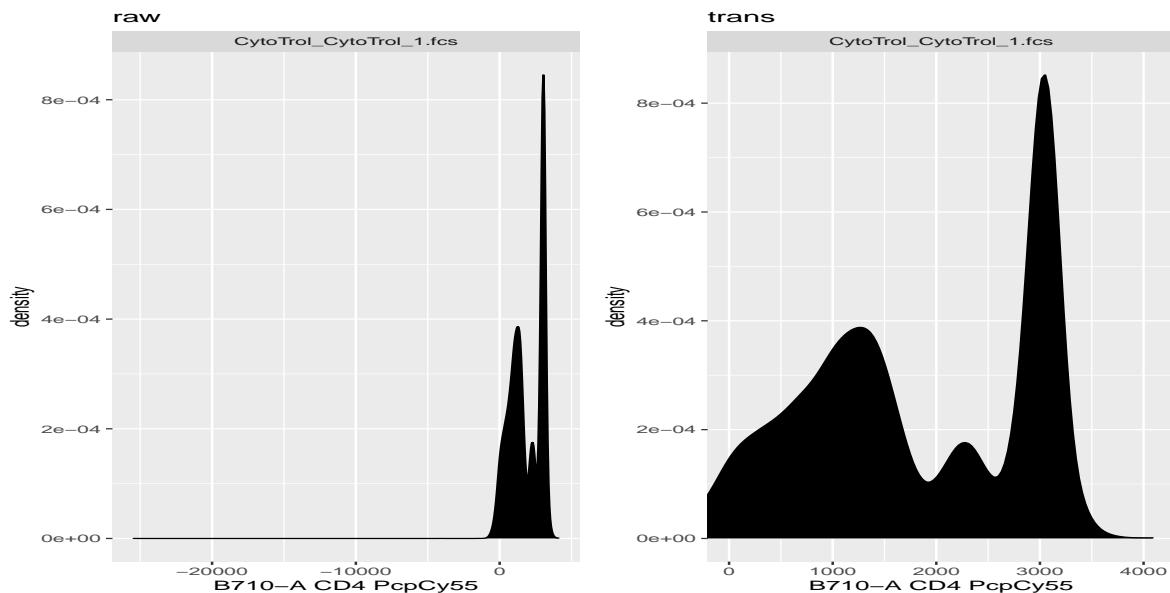 raw
CytoTrol_CytoTrol_1.fcs
density
8e−04
6e−04
4e−04
2e−04
0e+00
−20000 −10000 0
B710−A CD4 PcpCy55
trans
CytoTrol_CytoTrol_1.fcs
density
8e−04
6e−04
4e−04
2e−04
0e+00
0 1000 2000 3000 4000
B710−A CD4 PcpCy55